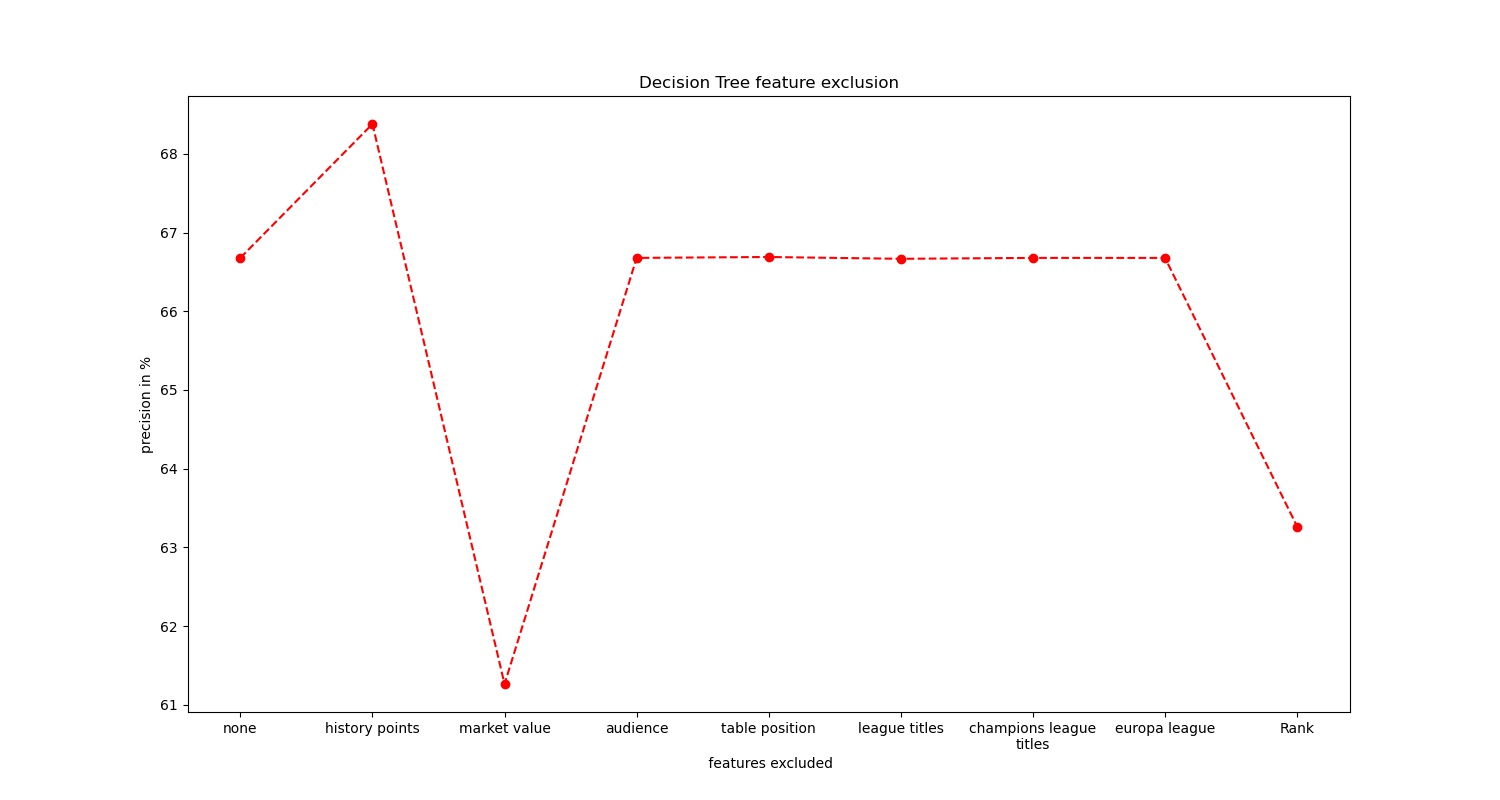 Decision Tree feature exclusion
precision in %
68
67
66
65
64
63
62
61
none history points market value audience table position league titles champions league titles europa league Rank
features excluded